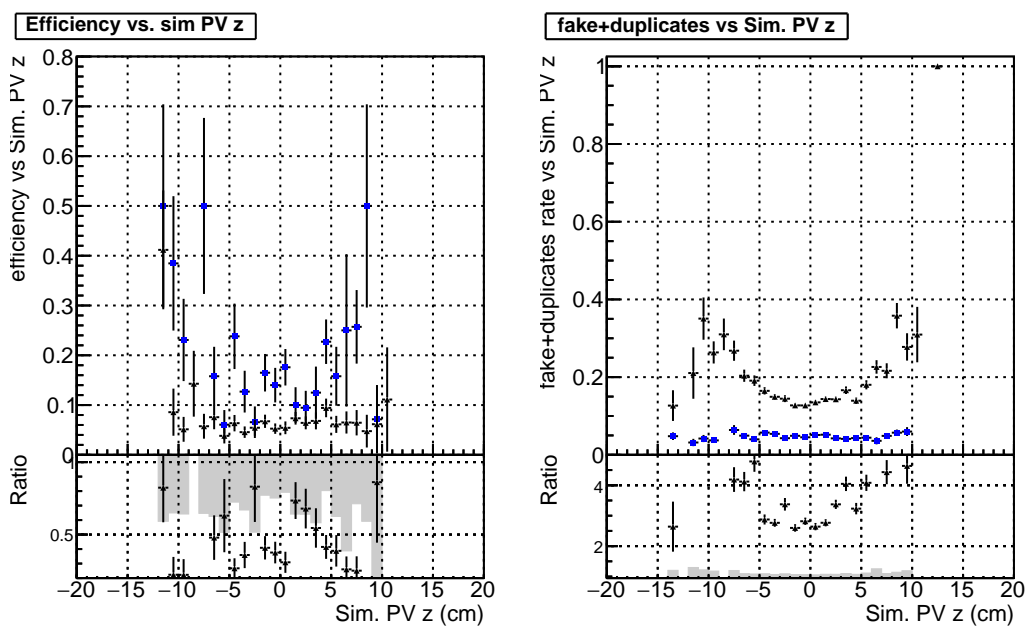 Efficiency vs. sim PV z
efficiency vs Sim. PV z
0.8
0.7
0.6
0.5
0.4
0.3
0.2
0.1
0
Ratio
1
0.5
−20 −15 −10 −5 0 5 10 15 20
Sim. PV z (cm)
fake+duplicates vs Sim. PV z
fake+duplicates rate vs Sim. PV z
1
0.8
0.6
0.4
0.2
0
Ratio
4
2
−20 −15 −10 −5 0 5 10 15 20
Sim. PV z (cm)